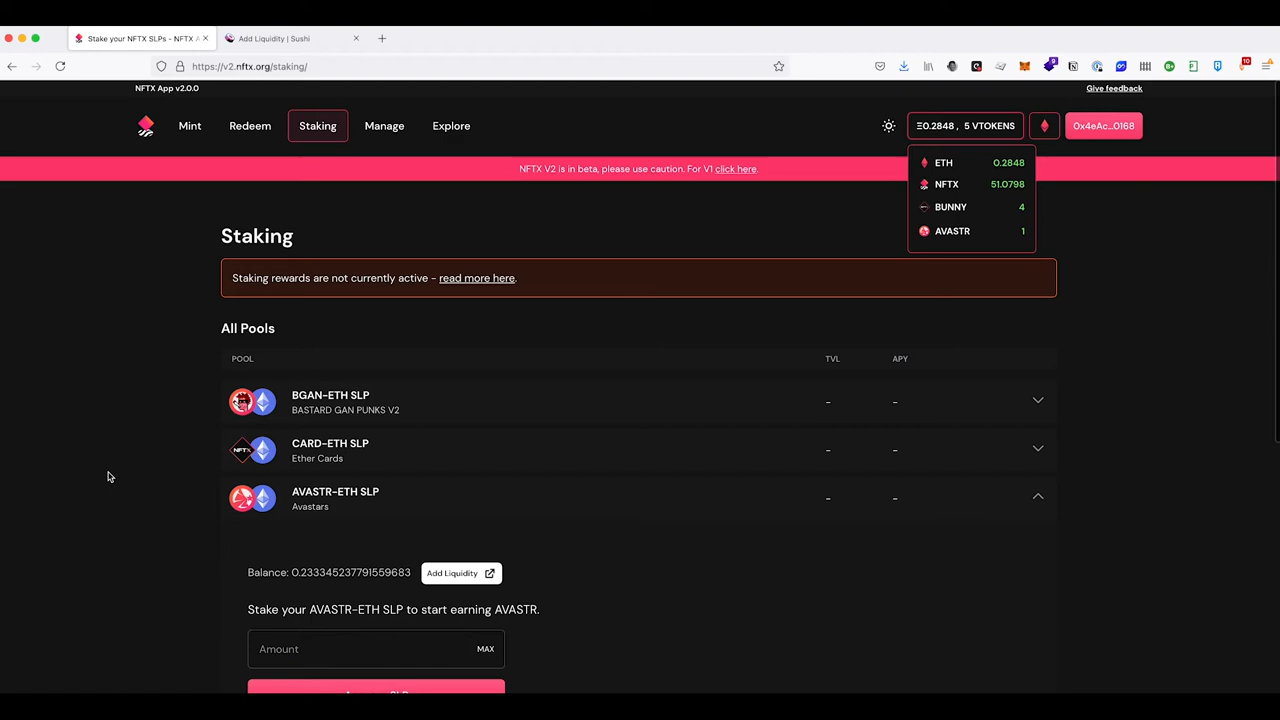 Stake your NFTX SLPs - NFTX A
Add Liquidity | Sushi
https://v2.nftx.org/staking/
9
10
NFTX App v2.0.0
Give feedback
Mint
Redeem
Staking
Manage
Explore
Ξ0.2848 , 5 VTOKENS
0x4eAc...0168
NFTX V2 is in beta, please use caution. For V1 click here.
ETH 0.2848
NFTX 51.0798
BUNNY 4
AVASTR 1
Staking
Staking rewards are not currently active - read more here.
All Pools
POOL TVL APY
BGAN-ETH SLP
BASTARD GAN PUNKS V2
- -
NFTX
CARD-ETH SLP
Ether Cards
- -
AVASTR-ETH SLP
Avastars
- -
Balance: 0.233345237791559683
Add Liquidity
Stake your AVASTR-ETH SLP to start earning AVASTR.
Amount
MAX